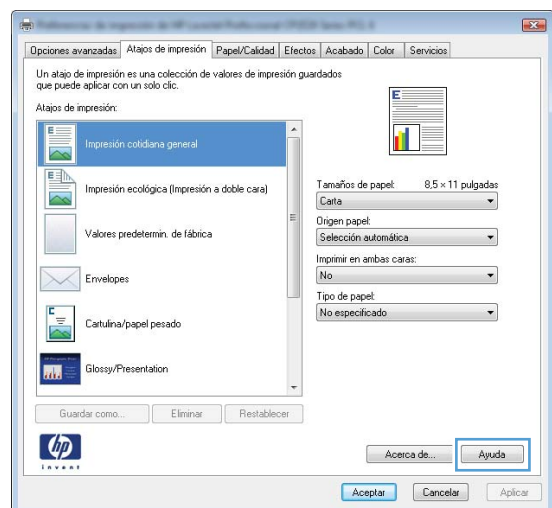 Opciones avanzadas Atajos de impresión Papel/Calidad Efectos Acabado Color Servicios
Un atajo de impresión es una colección de valores de impresión guardados
que puede aplicar con un solo clic.
Atajos de impresión:
Impresión cotidiana general
Impresión ecológica (Impresión a doble cara)
Valores predetermin. de fábrica
Envelopes
Cartulina/papel pesado
Glossy/Presentation
Guardar como... Eliminar Restablecer
E
Tamaños de papel: 8,5 × 11 pulgadas
Carta
Origen papel:
Selección automática
Imprimir en ambas caras:
No
Tipo de papel:
No especificado
hp
invent
Acerca de... Ayuda
Aceptar Cancelar Aplicar